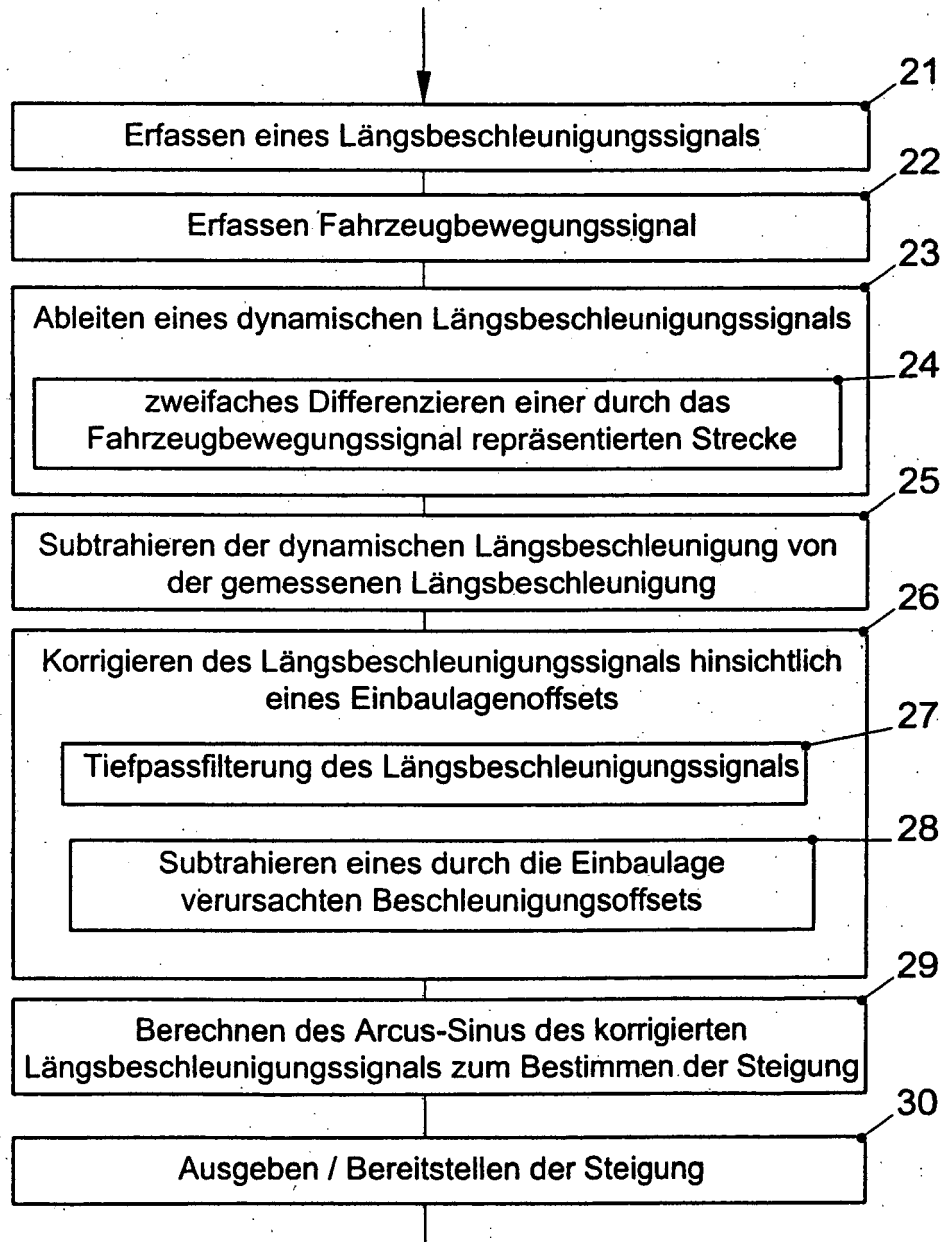 21
Erfassen eines Längsbeschleunigungssignals
22
Erfassen Fahrzeugbewegungssignal
23
Ableiten eines dynamischen Längsbeschleunigungssignals
24
zweifaches Differenzieren einer durch das
Fahrzeugbewegungssignal repräsentierten Strecke
25
Subtrahieren der dynamischen Längsbeschleunigung von
der gemessenen Längsbeschleunigung
26
Korrigieren des Längsbeschleunigungssignals hinsichtlich
eines Einbaulagenoffsets
27
Tiefpassfilterung des Längsbeschleunigungssignals
28
Subtrahieren eines durch die Einbaulage
verursachten Beschleunigungsoffsets
29
Berechnen des Arcus-Sinus des korrigierten
Längsbeschleunigungssignals zum Bestimmen der Steigung
30
Ausgeben / Bereitstellen der Steigung